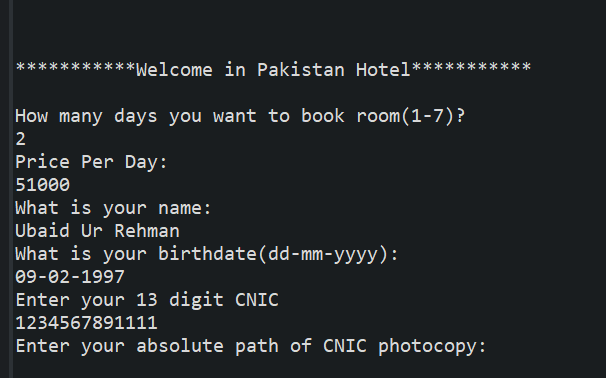 ***********Welcome in Pakistan Hotel***********
How many days you want to book room(1-7)?
2
Price Per Day:
51000
What is your name:
Ubaid Ur Rehman
What is your birthdate(dd-mm-yyyy):
09-02-1997
Enter your 13 digit CNIC
1234567891111
Enter your absolute path of CNIC photocopy: